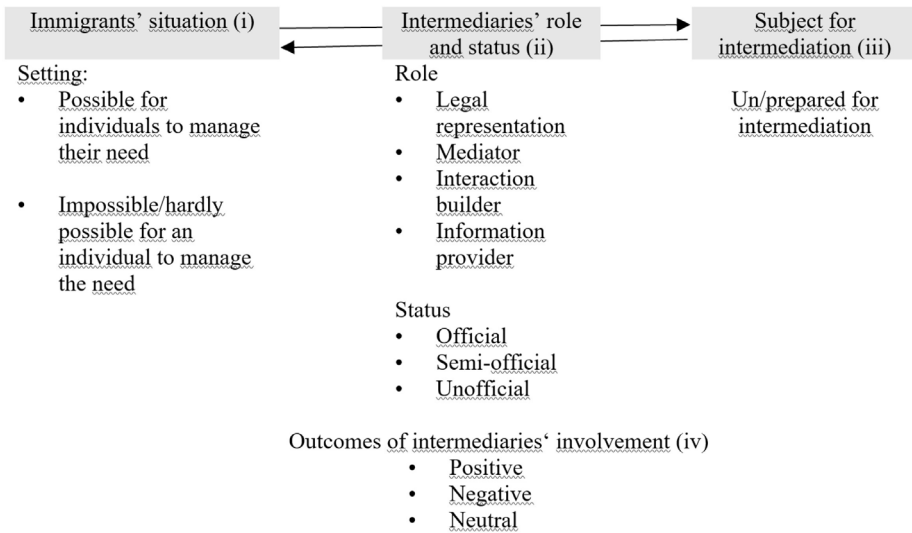 Immigrants' situation (i)
Intermediaries' role
and status (ii)
Subject for
intermediation (iii)
Setting:
• Possible for
individuals to manage
their need
• Impossible/hardly
possible for an
individual to manage
the need
Role
• Legal
representation
• Mediator
• Interaction
builder
• Information
provider
Status
• Official
• Semi-official
• Unofficial
Un/prepared for
intermediation
Outcomes of intermediaries‘ involvement (iv)
• Positive
• Negative
• Neutral